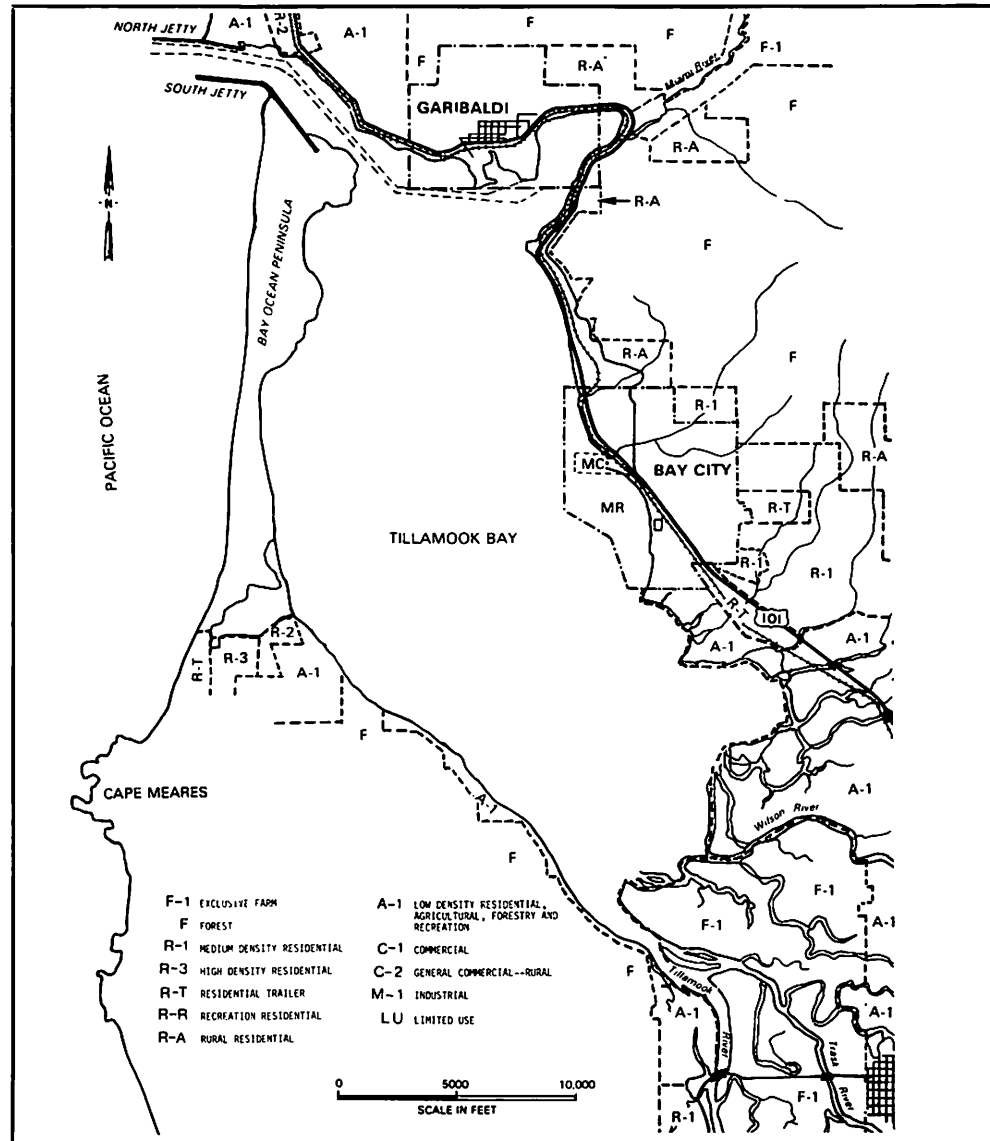 NORTH JETTY
A-1
R-2
A-1
F
F
F-1
F
R-A
Miami River
SOUTH JETTY
GARIBALDI
F
R-A
R-A
N
BAY OCEAN PENINSULA
F
PACIFIC OCEAN
R-A
F
R-1
MC
BAY CITY
R-A
MR
R-T
TILLAMOOK BAY
R-1
R-1
R-T
101
R-2
A-1
A-1
R-3
R-T
A-1
F
CAPE MEARES
A-1
A-1
Wilson River
F
F-1
F-1
A-1
F
Tillamook
River
A-1
A-1
Trask
River
F-1
R-1
F-1 EXCLUSIVE FARM
F FOREST
R-1 MEDIUM DENSITY RESIDENTIAL
R-3 HIGH DENSITY RESIDENTIAL
R-T RESIDENTIAL TRAILER
R-R RECREATION RESIDENTIAL
R-A RURAL RESIDENTIAL
A-1 LOW DENSITY RESIDENTIAL,
AGRICULTURAL, FORESTRY AND
RECREATION
C-1 COMMERCIAL
C-2 GENERAL COMMERCIAL--RURAL
M-1 INDUSTRIAL
LU LIMITED USE
0 5000 10,000
SCALE IN FEET